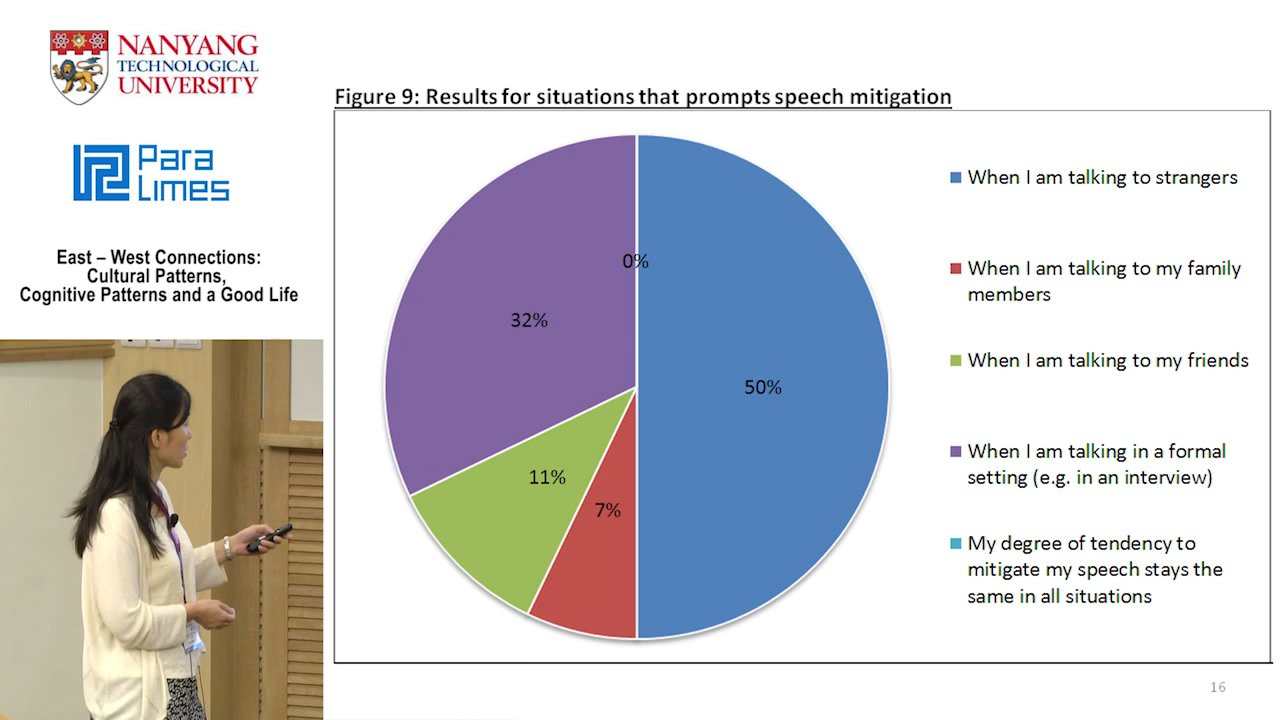 NANYANG
TECHNOLOGICAL
UNIVERSITY
Para
Limes
East – West Connections:
Cultural Patterns,
Cognitive Patterns and a Good Life
Figure 9: Results for situations that prompts speech mitigation
0%
32%
50%
11%
7%
When I am talking to strangers
When I am talking to my family
members
When I am talking to my friends
When I am talking in a formal
setting (e.g. in an interview)
My degree of tendency to
mitigate my speech stays the
same in all situations
16